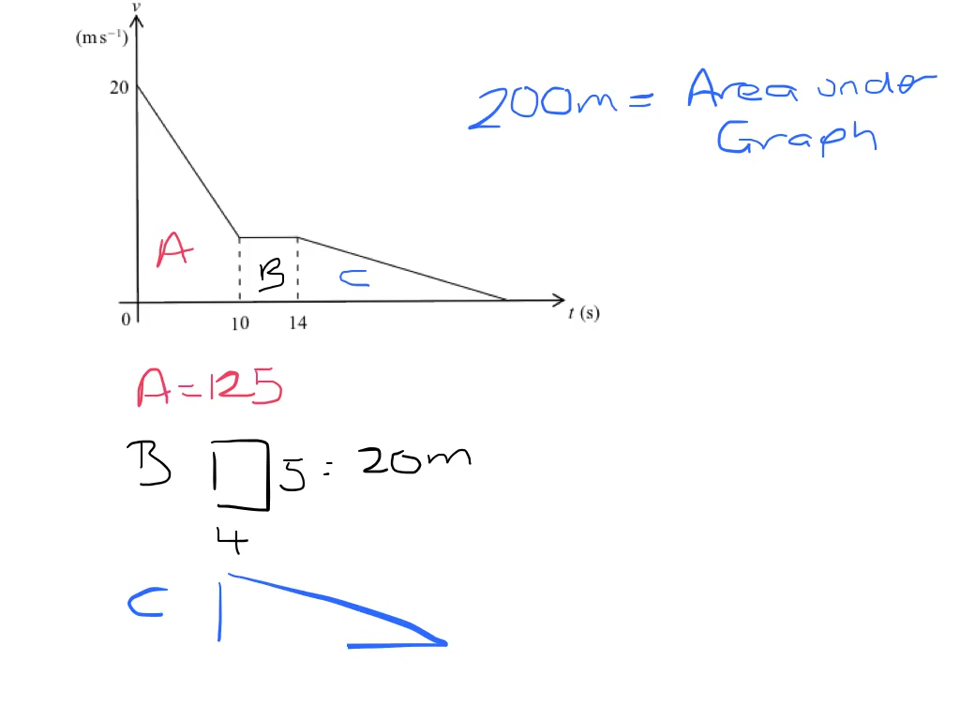 v
(m s⁻¹)
20
200m = Area under
Graph
A
B
C
0
10
14
t (s)
A = 125
B 5 = 20m
4
C